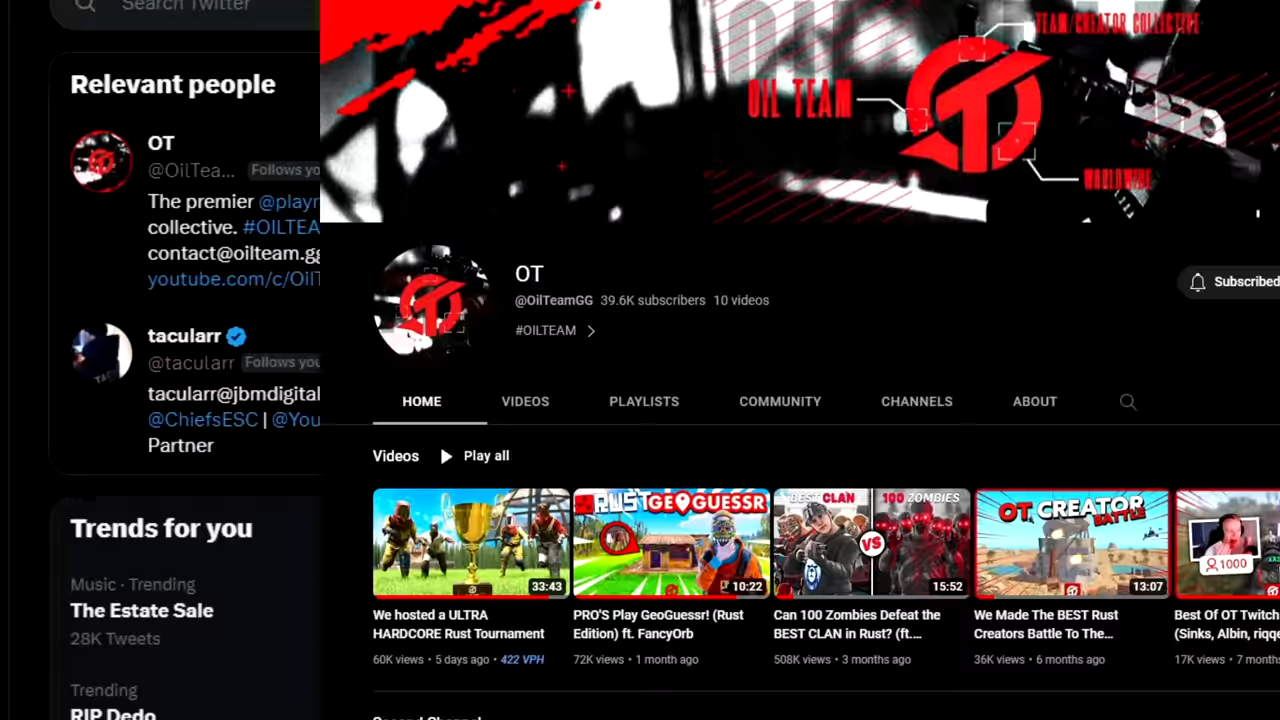 Search Twitter
Relevant people
OT
@OilTea... Follows yo
The premier @playr
collective. #OILTEA
contact@oilteam.gg
youtube.com/c/OilT
tacularr
@tacularr Follows you
tacularr@jbmdigital
@ChiefsESC | @You
Partner
Trends for you
Music · Trending
The Estate Sale
28K Tweets
Trending
RIP Dedo
TEAM/CREATOR COLLECTIVE
OIL TEAM
WORLDWIDE
OT
@OilTeamGG 39.6K subscribers 10 videos
#OILTEAM
Subscribed
HOME VIDEOS PLAYLISTS COMMUNITY CHANNELS ABOUT
Videos Play all
33:43
RUST GEOGUESSR
10:22
BEST CLAN 100 ZOMBIES
VS
15:52
OT CREATOR
BATTLE
13:07
1000
We hosted a ULTRA
HARDCORE Rust Tournament
60K views • 5 days ago • 422 VPH
PRO'S Play GeoGuessr! (Rust
Edition) ft. FancyOrb
72K views • 1 month ago
Can 100 Zombies Defeat the
BEST CLAN in Rust? (ft....
508K views • 3 months ago
We Made The BEST Rust
Creators Battle To The...
36K views • 6 months ago
Best Of OT Twitch
(Sinks, Albin, riqqe
17K views • 7 month
Second Channel